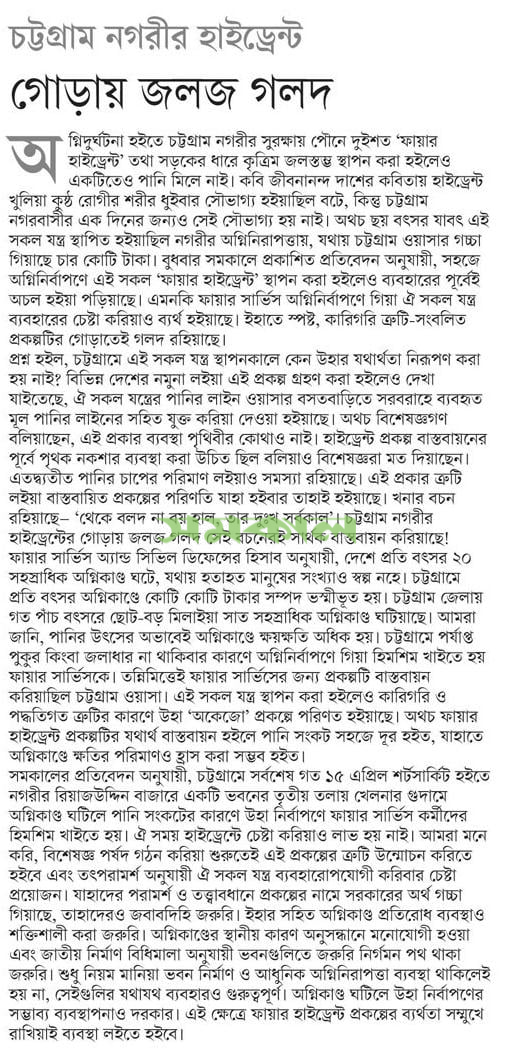 চট্টগ্রাম নগরীর হাইড্রেন্ট
গোড়ায় জলজ গলদ
অগ্নিদুর্ঘটনা হইতে চট্টগ্রাম নগরীর সুরক্ষায় পৌনে দুইশত ‘ফায়ার
হাইড্রেন্ট’ তথা সড়কের ধারে কৃত্রিম জলস্তম্ভ স্থাপন করা হইলেও
একটিতেও পানি মিলে নাই। কবি জীবনানন্দ দাশের কবিতায় হাইড্রেন্ট
খুলিয়া কুষ্ঠ রোগীর শরীর ধুইবার সৌভাগ্য হইয়াছিল বটে, কিন্তু চট্টগ্রাম
নগরবাসীর এক দিনের জন্যও সেই সৌভাগ্য হয় নাই। অথচ ছয় বৎসর যাবৎ এই
সকল যন্ত্র স্থাপিত হইয়াছিল নগরীর অগ্নিনিরাপত্তায়, যথায় চট্টগ্রাম ওয়াসার গচ্চা
গিয়াছে চার কোটি টাকা। বুধবার সমকালে প্রকাশিত প্রতিবেদন অনুযায়ী, সহজে
অগ্নিনির্বাপণে এই সকল ‘ফায়ার হাইড্রেন্ট’ স্থাপন করা হইলেও ব্যবহারের পূর্বেই
অচল হইয়া পড়িয়াছে। এমনকি ফায়ার সার্ভিস অগ্নিনির্বাপণে গিয়া ঐ সকল যন্ত্র
ব্যবহারের চেষ্টা করিয়াও ব্যর্থ হইয়াছে। ইহাতে স্পষ্ট, কারিগরি ত্রুটি-সংবলিত
প্রকল্পটির গোড়াতেই গলদ রহিয়াছে।
প্রশ্ন হইল, চট্টগ্রামে এই সকল যন্ত্র স্থাপনকালে কেন উহার যথার্থতা নিরূপণ করা
হয় নাই? বিভিন্ন দেশের নমুনা লইয়া এই প্রকল্প গ্রহণ করা হইলেও দেখা
যাইতেছে, ঐ সকল যন্ত্রের পানির লাইন ওয়াসার বসতবাড়িতে সরবরাহে ব্যবহৃত
মূল পানির লাইনের সহিত যুক্ত করিয়া দেওয়া হইয়াছে। অথচ বিশেষজ্ঞগণ
বলিয়াছেন, এই প্রকার ব্যবস্থা পৃথিবীর কোথাও নাই। হাইড্রেন্ট প্রকল্প বাস্তবায়নের
পূর্বে পৃথক নকশার ব্যবস্থা করা উচিত ছিল বলিয়াও বিশেষজ্ঞরা মত দিয়াছেন।
এতদ্ব্যতীত পানির চাপের পরিমাণ লইয়াও সমস্যা রহিয়াছে। এই প্রকার ত্রুটি
লইয়া বাস্তবায়িত প্রকল্পের পরিণতি যাহা হইবার তাহাই হইয়াছে। খনার বচন
রহিয়াছে– ‘থেকে বলদ না বয় হাল, তার দুঃখ সর্বকাল’। চট্টগ্রাম নগরীর
হাইড্রেন্টের গোড়ায় জলজ গলদ সেই বচনেরই সার্থক বাস্তবায়ন করিয়াছে!
ফায়ার সার্ভিস অ্যান্ড সিভিল ডিফেন্সের হিসাব অনুযায়ী, দেশে প্রতি বৎসর ২০
সহস্রাধিক অগ্নিকাণ্ড ঘটে, যথায় হতাহত মানুষের সংখ্যাও স্বল্প নহে। চট্টগ্রামে
প্রতি বৎসর অগ্নিকাণ্ডে কোটি কোটি টাকার সম্পদ ভস্মীভূত হয়। চট্টগ্রাম জেলায়
গত পাঁচ বৎসরে ছোট-বড় মিলাইয়া সাত সহস্রাধিক অগ্নিকাণ্ড ঘটিয়াছে। আমরা
জানি, পানির উৎসের অভাবেই অগ্নিকাণ্ডে ক্ষয়ক্ষতি অধিক হয়। চট্টগ্রামে পর্যাপ্ত
পুকুর কিংবা জলাধার না থাকিবার কারণে অগ্নিনির্বাপণে গিয়া হিমশিম খাইতে হয়
ফায়ার সার্ভিসকে। তন্নিমিত্তেই ফায়ার সার্ভিসের জন্য প্রকল্পটি বাস্তবায়ন
করিয়াছিল চট্টগ্রাম ওয়াসা। এই সকল যন্ত্র স্থাপন করা হইলেও কারিগরি ও
পদ্ধতিগত ত্রুটির কারণে উহা ‘অকেজো’ প্রকল্পে পরিণত হইয়াছে। অথচ ফায়ার
হাইড্রেন্ট প্রকল্পটির যথার্থ বাস্তবায়ন হইলে পানি সংকট সহজে দূর হইত, যাহাতে
অগ্নিকাণ্ডে ক্ষতির পরিমাণও হ্রাস করা সম্ভব হইত।
সমকালের প্রতিবেদন অনুযায়ী, চট্টগ্রামে সর্বশেষ গত ১৫ এপ্রিল শর্টসার্কিট হইতে
নগরীর রিয়াজউদ্দিন বাজারে একটি ভবনের তৃতীয় তলায় খেলনার গুদামে
অগ্নিকাণ্ড ঘটিলে পানি সংকটের কারণে উহা নির্বাপণে ফায়ার সার্ভিস কর্মীদের
হিমশিম খাইতে হয়। ঐ সময় হাইড্রেন্টে চেষ্টা করিয়াও লাভ হয় নাই। আমরা মনে
করি, বিশেষজ্ঞ পর্ষদ গঠন করিয়া শুরুতেই এই প্রকল্পের ত্রুটি উন্মোচন করিতে
হইবে এবং তৎপরামর্শ অনুযায়ী ঐ সকল যন্ত্র ব্যবহারোপযোগী করিবার চেষ্টা
প্রয়োজন। যাহাদের পরামর্শ ও তত্ত্বাবধানে প্রকল্পের নামে সরকারের অর্থ গচ্চা
গিয়াছে, তাহাদেরও জবাবদিহি জরুরি। ইহার সহিত অগ্নিকাণ্ড প্রতিরোধ ব্যবস্থাও
শক্তিশালী করা জরুরি। অগ্নিকাণ্ডের স্থানীয় কারণ অনুসন্ধানে মনোযোগী হওয়া
এবং জাতীয় নির্মাণ বিধিমালা অনুযায়ী ভবনগুলিতে জরুরি নির্গমন পথ থাকা
জরুরি। শুধু নিয়ম মানিয়া ভবন নির্মাণ ও আধুনিক অগ্নিনিরাপত্তা ব্যবস্থা থাকিলেই
হয় না, সেইগুলির যথাযথ ব্যবহারও গুরুত্বপূর্ণ। অগ্নিকাণ্ড ঘটিলে উহা নির্বাপণের
সম্ভাব্য ব্যবস্থাপনাও দরকার। এই ক্ষেত্রে ফায়ার হাইড্রেন্ট প্রকল্পের ব্যর্থতা সম্মুখে
রাখিয়াই ব্যবস্থা লইতে হইবে।
সমকাল